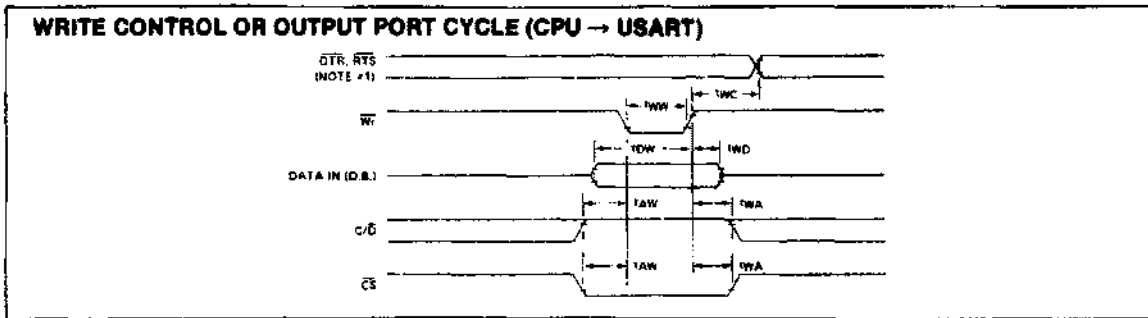 WRITE CONTROL OR OUTPUT PORT CYCLE (CPU → USART)
DTR, RTS
(NOTE #1)
tWC
tWW
Wr
tDW tWD
DATA IN (D.B.)
tAW tWA
C/D
tAW tWA
CS